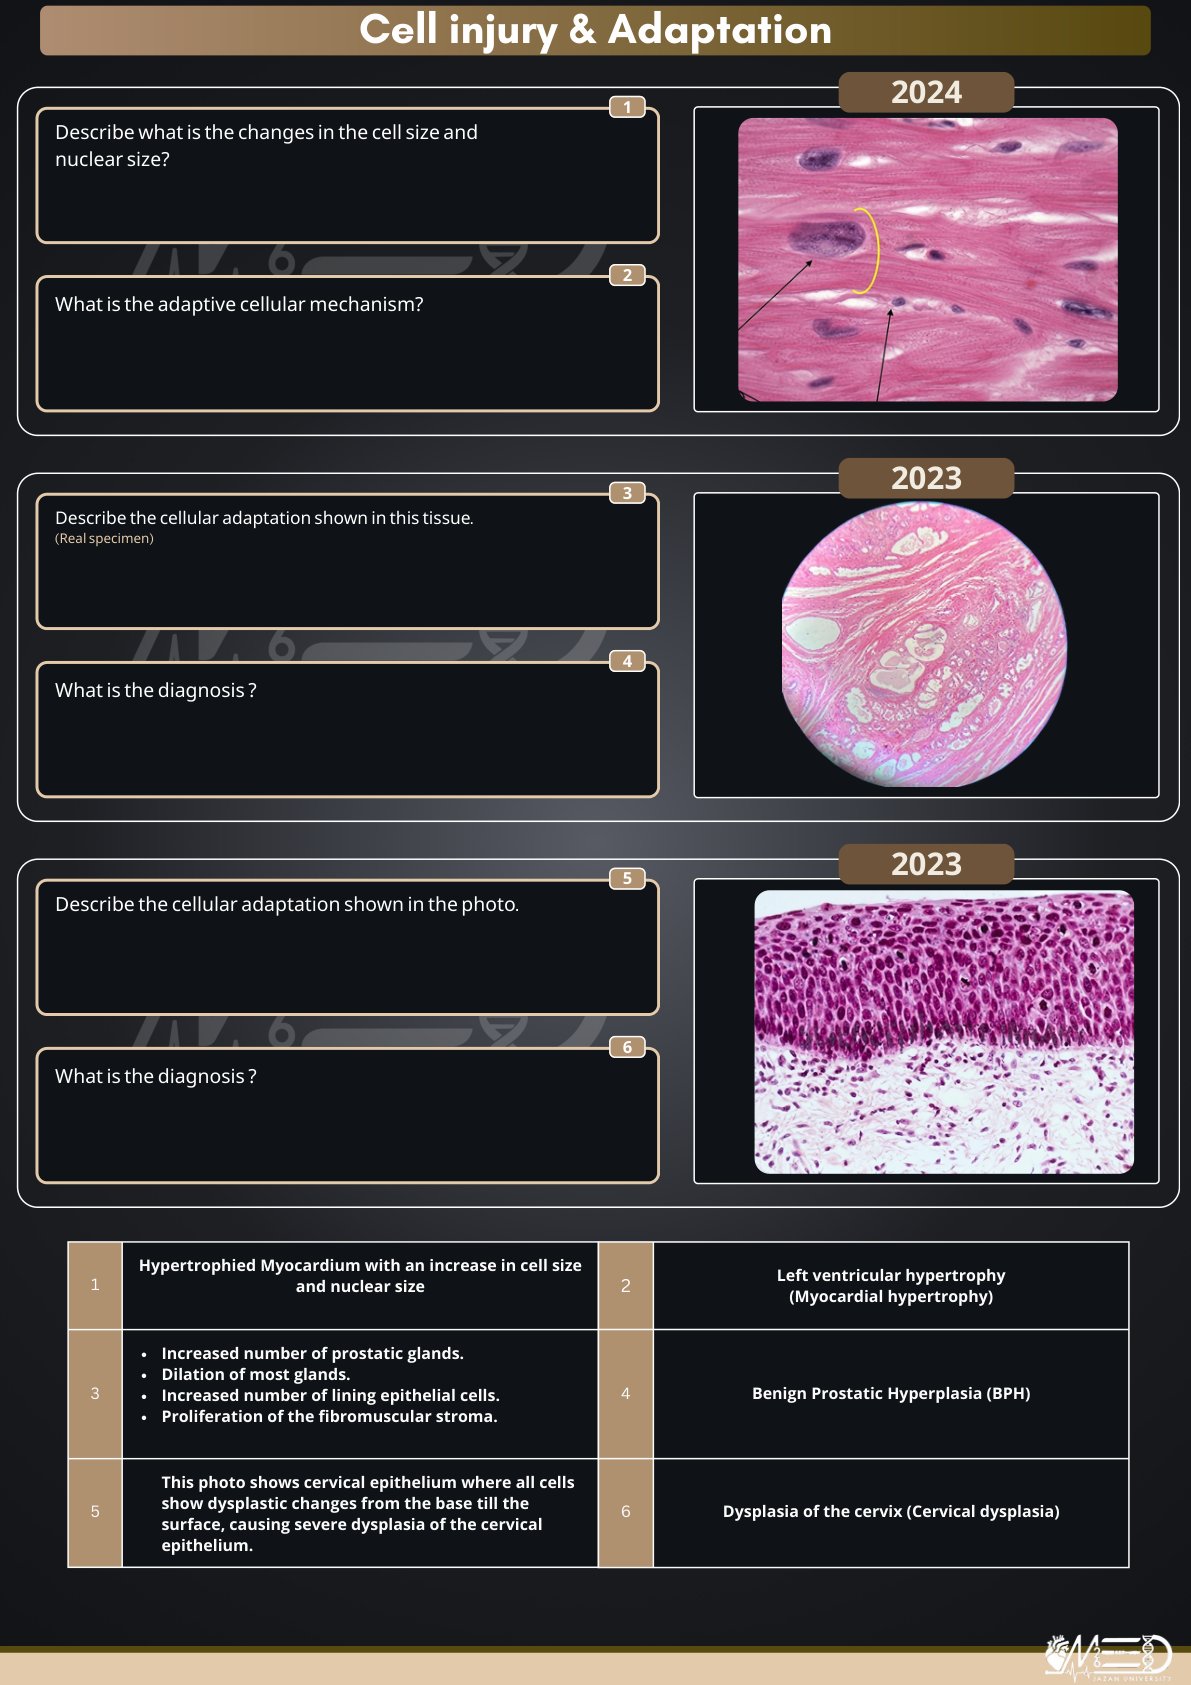 Cell injury & Adaptation
2024
1
Describe what is the changes in the cell size and
nuclear size?
2
What is the adaptive cellular mechanism?
2023
3
Describe the cellular adaptation shown in this tissue.
(Real specimen)
4
What is the diagnosis ?
2023
5
Describe the cellular adaptation shown in the photo.
6
What is the diagnosis ?
1
Hypertrophied Myocardium with an increase in cell size
and nuclear size
2
Left ventricular hypertrophy
(Myocardial hypertrophy)
3
• Increased number of prostatic glands.
• Dilation of most glands.
• Increased number of lining epithelial cells.
• Proliferation of the fibromuscular stroma.
4
Benign Prostatic Hyperplasia (BPH)
5
This photo shows cervical epithelium where all cells
show dysplastic changes from the base till the
surface, causing severe dysplasia of the cervical
epithelium.
6
Dysplasia of the cervix (Cervical dysplasia)
MED
26
JAZAN UNIVERSITY